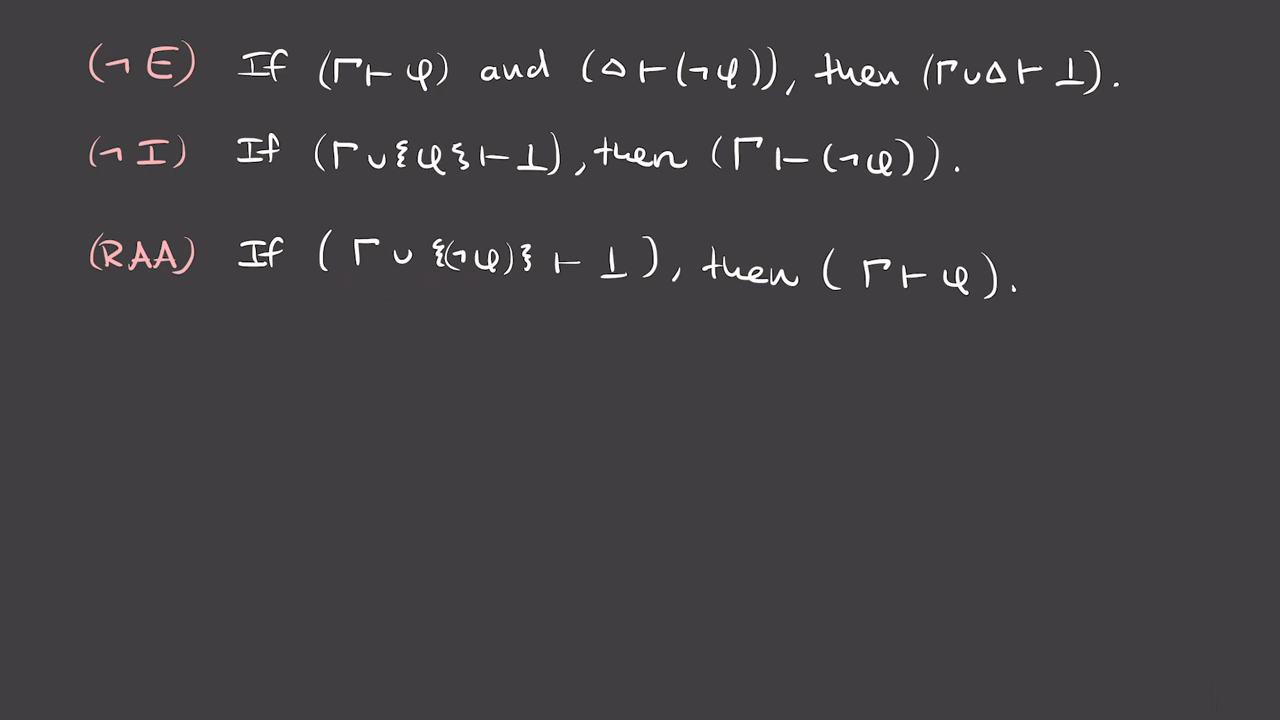 (¬E) If (Γ⊢φ) and (Δ⊢(¬φ)), then (Γ∪Δ⊢⊥).
(¬I) If (Γ∪{φ}⊢⊥), then (Γ⊢(¬φ)).
(RAA) If (Γ∪{(¬φ)}⊢⊥), then (Γ⊢φ).